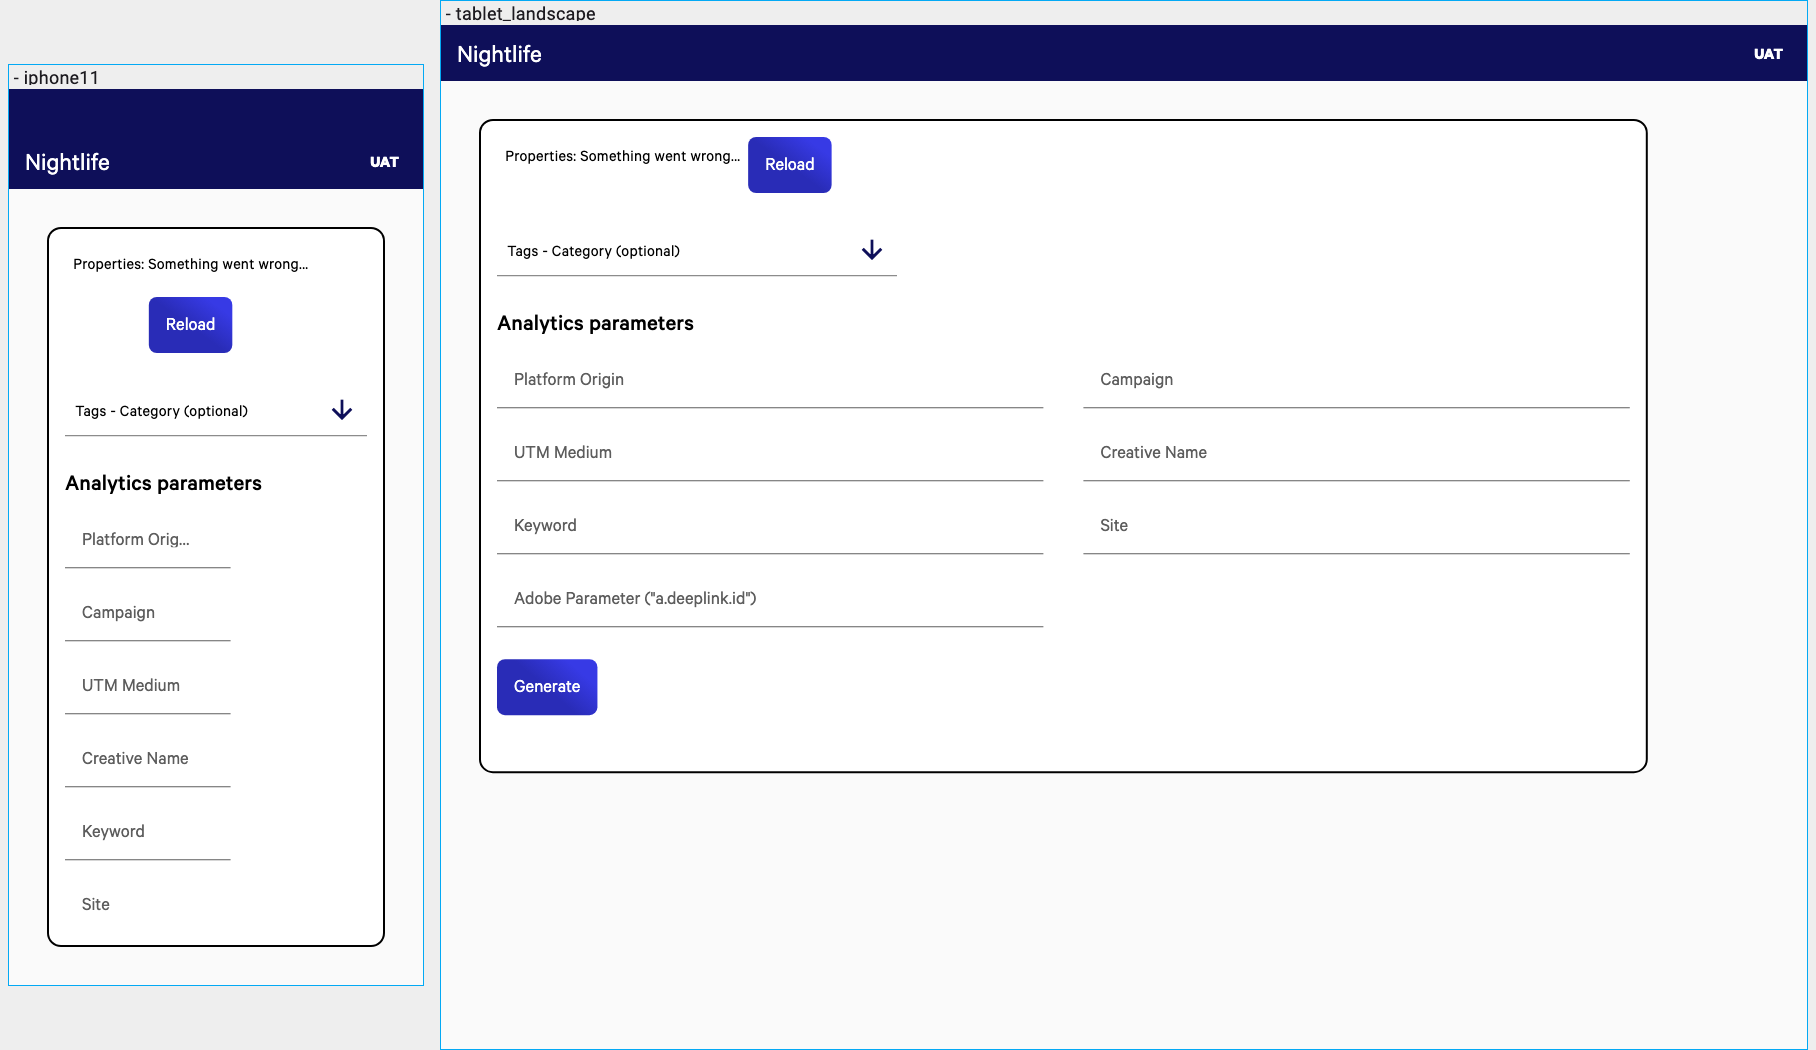 - iphone11
Nightlife
UAT
Properties: Something went wrong...
Reload
Tags - Category (optional)
Analytics parameters
Platform Orig...
Campaign
UTM Medium
Creative Name
Keyword
Site
- tablet_landscape
Nightlife
UAT
Properties: Something went wrong...
Reload
Tags - Category (optional)
Analytics parameters
Platform Origin
Campaign
UTM Medium
Creative Name
Keyword
Site
Adobe Parameter ("a.deeplink.id")
Generate